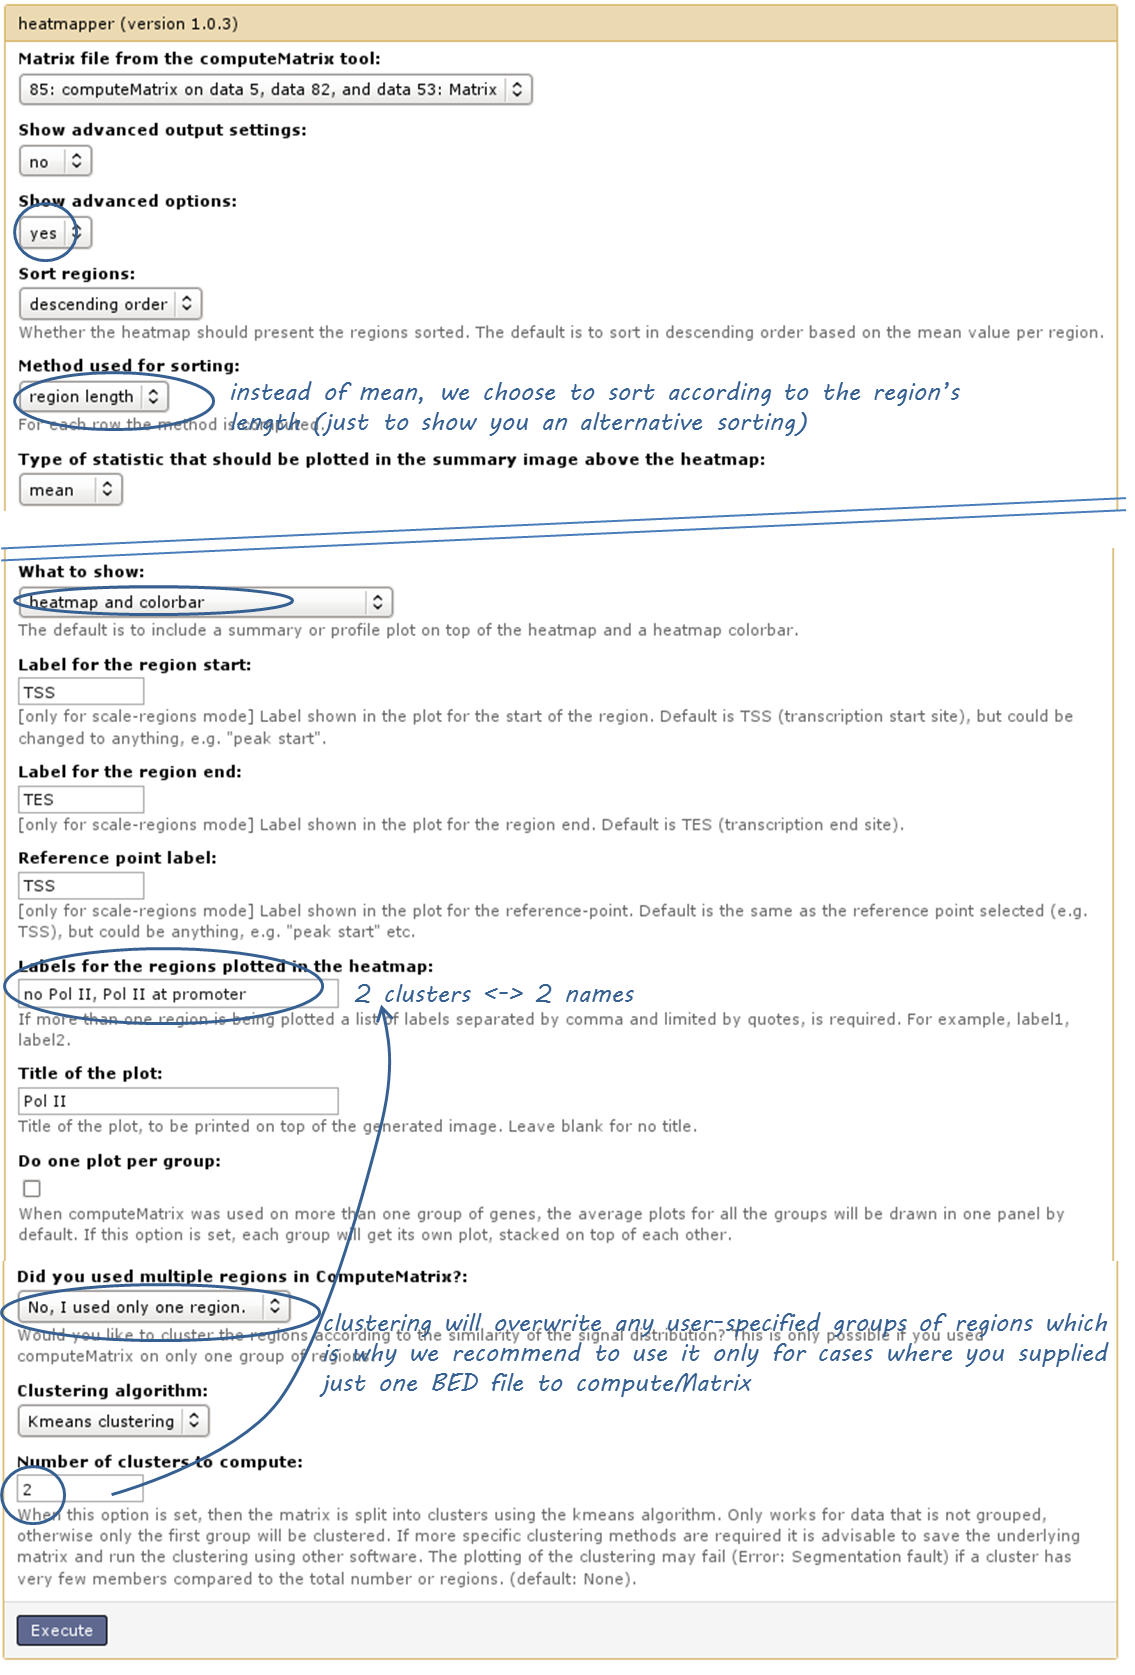 heatmapper (version 1.0.3)
Matrix file from the computeMatrix tool:
85: computeMatrix on data 5, data 82, and data 53: Matrix
Show advanced output settings:
no
Show advanced options:
yes
Sort regions:
descending order
Whether the heatmap should present the regions sorted. The default is to sort in descending order based on the mean value per region.
Method used for sorting:
region length
instead of mean, we choose to sort according to the region's
length (just to show you an alternative sorting)
For each row the method is computed.
Type of statistic that should be plotted in the summary image above the heatmap:
mean
What to show:
heatmap and colorbar
The default is to include a summary or profile plot on top of the heatmap and a heatmap colorbar.
Label for the region start:
TSS
[only for scale-regions mode] Label shown in the plot for the start of the region. Default is TSS (transcription start site), but could be
changed to anything, e.g. "peak start".
Label for the region end:
TES
[only for scale-regions mode] Label shown in the plot for the region end. Default is TES (transcription end site).
Reference point label:
TSS
[only for scale-regions mode] Label shown in the plot for the reference-point. Default is the same as the reference point selected (e.g.
TSS), but could be anything, e.g. "peak start" etc.
Labels for the regions plotted in the heatmap:
no Pol II, Pol II at promoter
2 clusters <-> 2 names
If more than one region is being plotted a list of labels separated by comma and limited by quotes, is required. For example, label1,
label2.
Title of the plot:
Pol II
Title of the plot, to be printed on top of the generated image. Leave blank for no title.
Do one plot per group:
When computeMatrix was used on more than one group of genes, the average plots for all the groups will be drawn in one panel by
default. If this option is set, each group will get its own plot, stacked on top of each other.
Did you used multiple regions in ComputeMatrix?:
No, I used only one region.
clustering will overwrite any user-specified groups of regions which
is why we recommend to use it only for cases where you supplied
just one BED file to computeMatrix
Would you like to cluster the regions according to the similarity of the signal distribution? This is only possible if you used
computeMatrix on only one group of regions.
Clustering algorithm:
Kmeans clustering
Number of clusters to compute:
2
When this option is set, then the matrix is split into clusters using the kmeans algorithm. Only works for data that is not grouped,
otherwise only the first group will be clustered. If more specific clustering methods are required it is advisable to save the underlying
matrix and run the clustering using other software. The plotting of the clustering may fail (Error: Segmentation fault) if a cluster has
very few members compared to the total number or regions. (default: None).
Execute